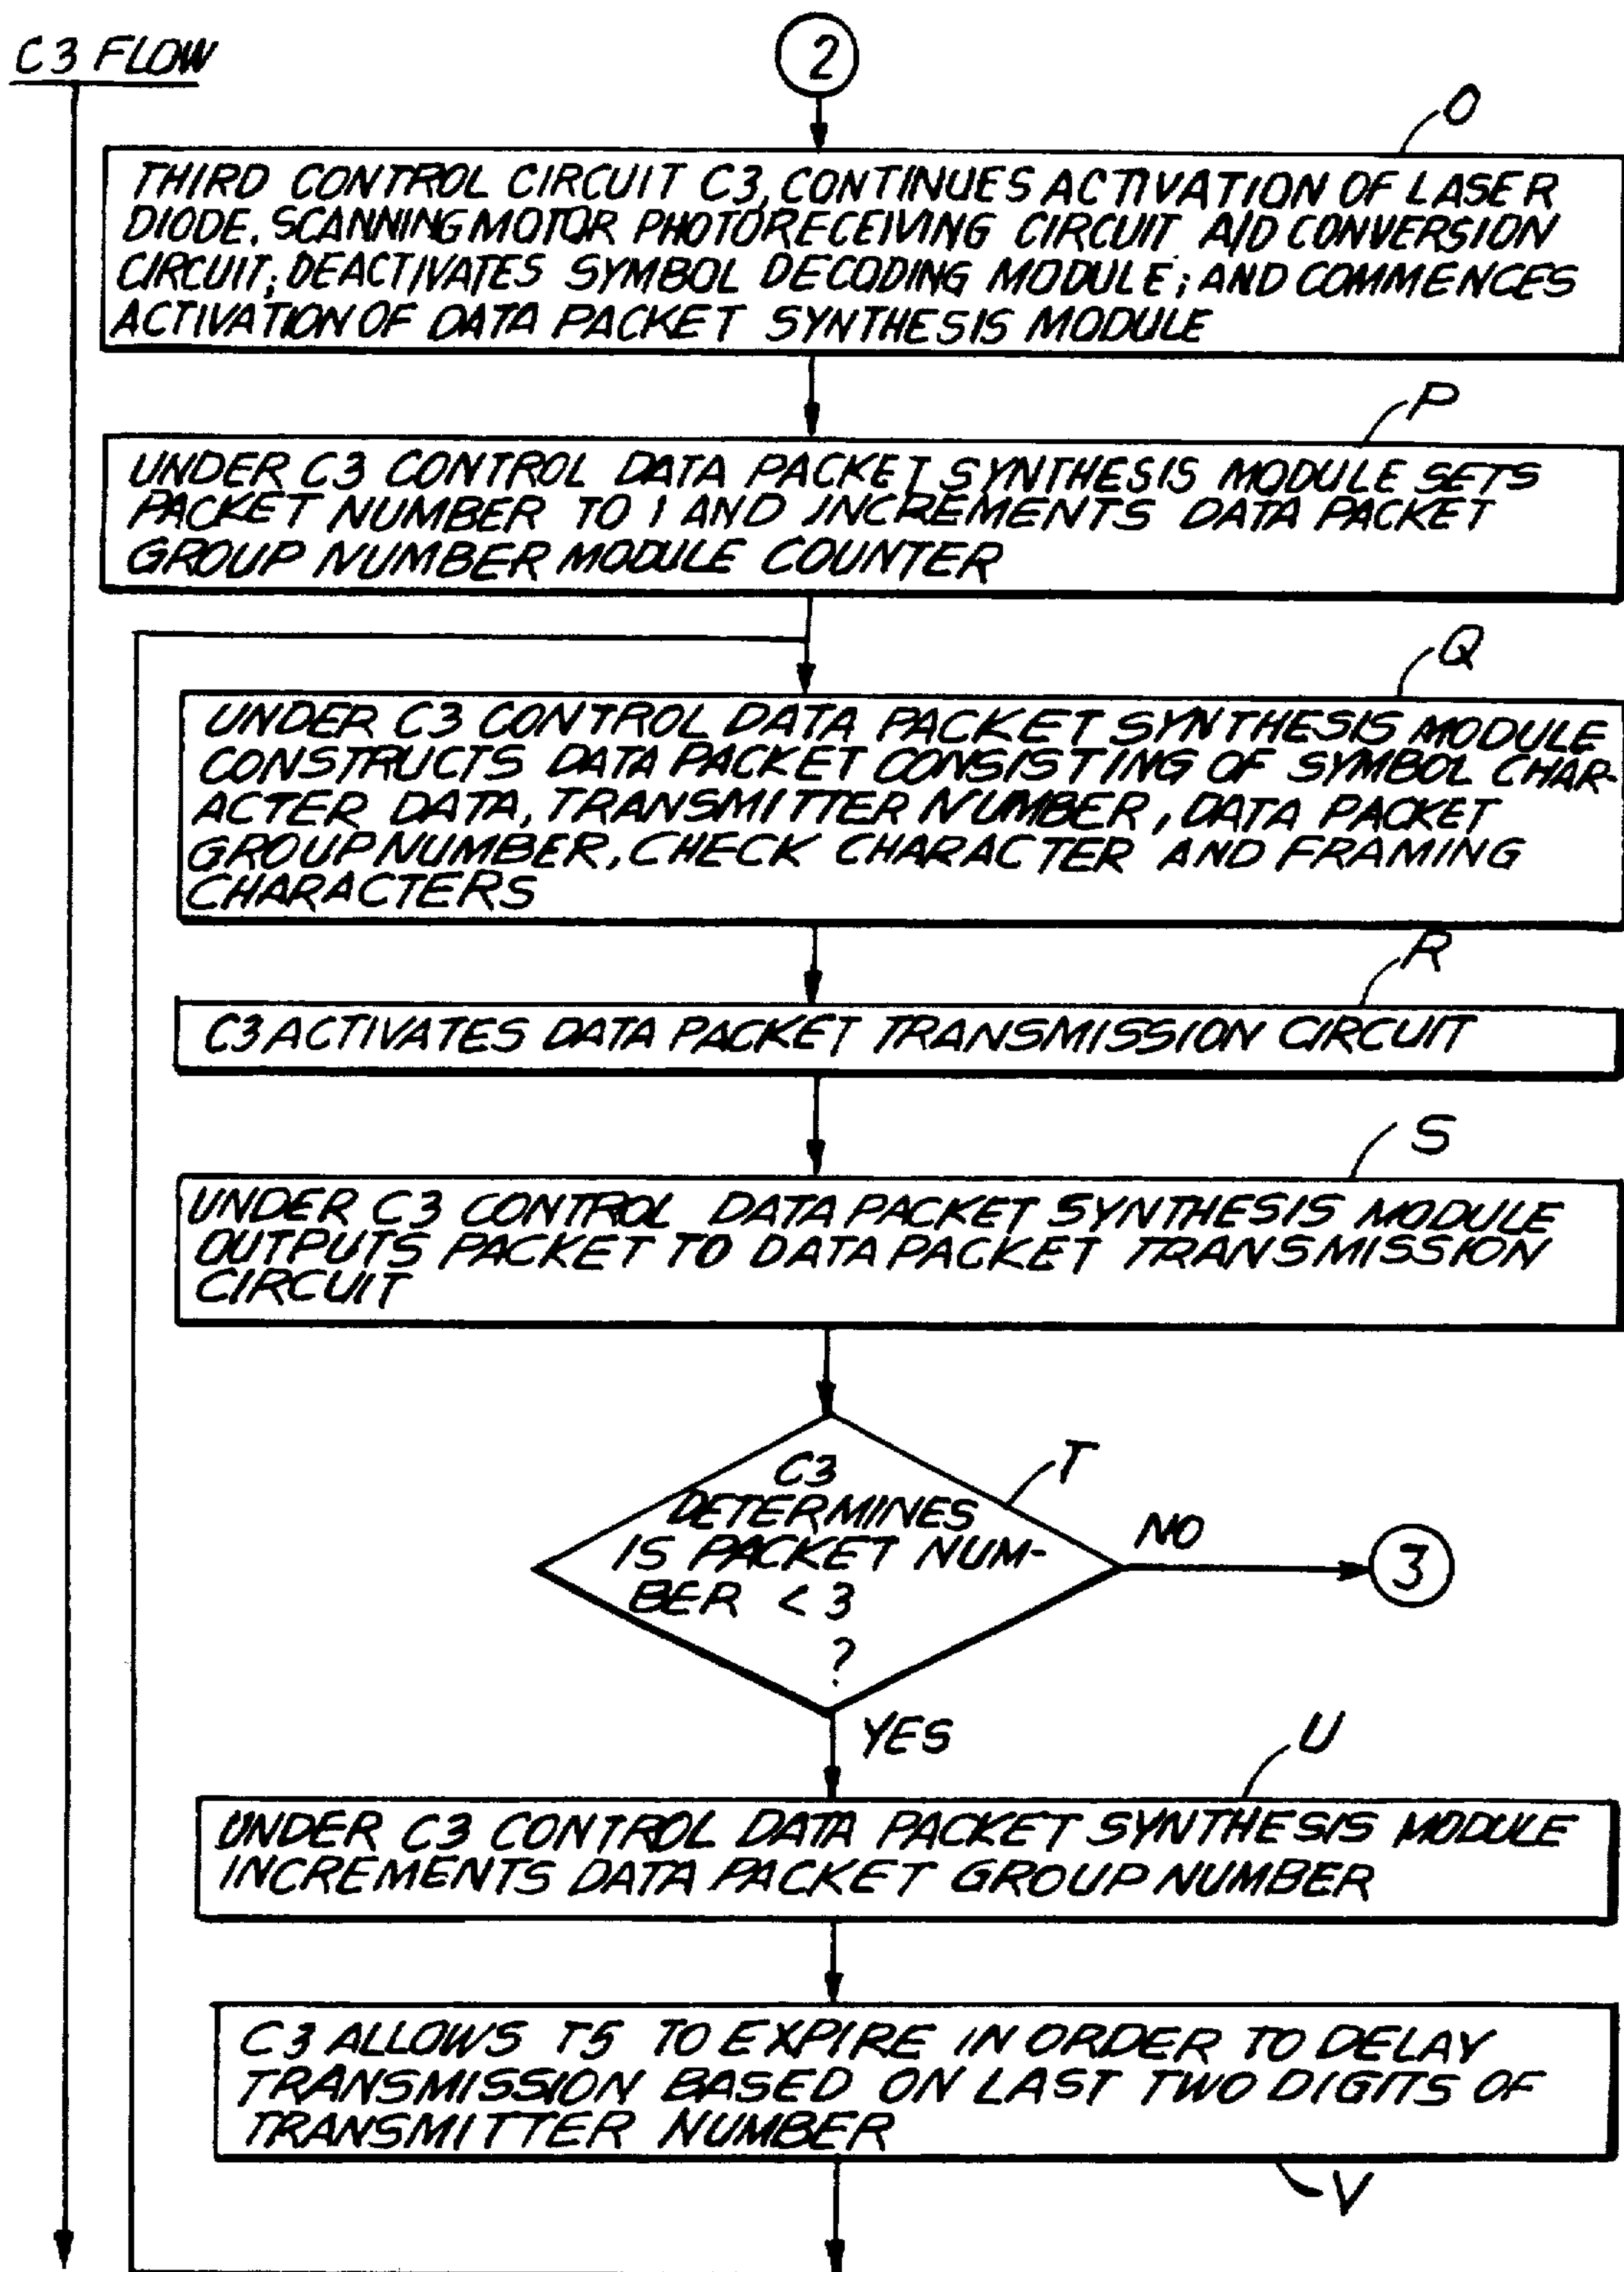 C3 FLOW
2
O
THIRD CONTROL CIRCUIT C3, CONTINUES ACTIVATION OF LASER
DIODE, SCANNING MOTOR PHOTORECEIVING CIRCUIT A/D CONVERSION
CIRCUIT; DEACTIVATES SYMBOL DECODING MODULE; AND COMMENCES
ACTIVATION OF DATA PACKET SYNTHESIS MODULE
P
UNDER C3 CONTROL DATA PACKET SYNTHESIS MODULE SETS
PACKET NUMBER TO 1 AND INCREMENTS DATA PACKET
GROUP NUMBER MODULE COUNTER
Q
UNDER C3 CONTROL DATA PACKET SYNTHESIS MODULE
CONSTRUCTS DATA PACKET CONSISTING OF SYMBOL CHAR-
ACTER DATA, TRANSMITTER NUMBER, DATA PACKET
GROUP NUMBER, CHECK CHARACTER AND FRAMING
CHARACTERS
R
C3 ACTIVATES DATA PACKET TRANSMISSION CIRCUIT
S
UNDER C3 CONTROL DATA PACKET SYNTHESIS MODULE
OUTPUTS PACKET TO DATA PACKET TRANSMISSION
CIRCUIT
T
C3
DETERMINES
IS PACKET NUM-
BER < 3
?
NO
3
YES
U
UNDER C3 CONTROL DATA PACKET SYNTHESIS MODULE
INCREMENTS DATA PACKET GROUP NUMBER
C3 ALLOWS T5 TO EXPIRE IN ORDER TO DELAY
TRANSMISSION BASED ON LAST TWO DIGITS OF
TRANSMITTER NUMBER
V